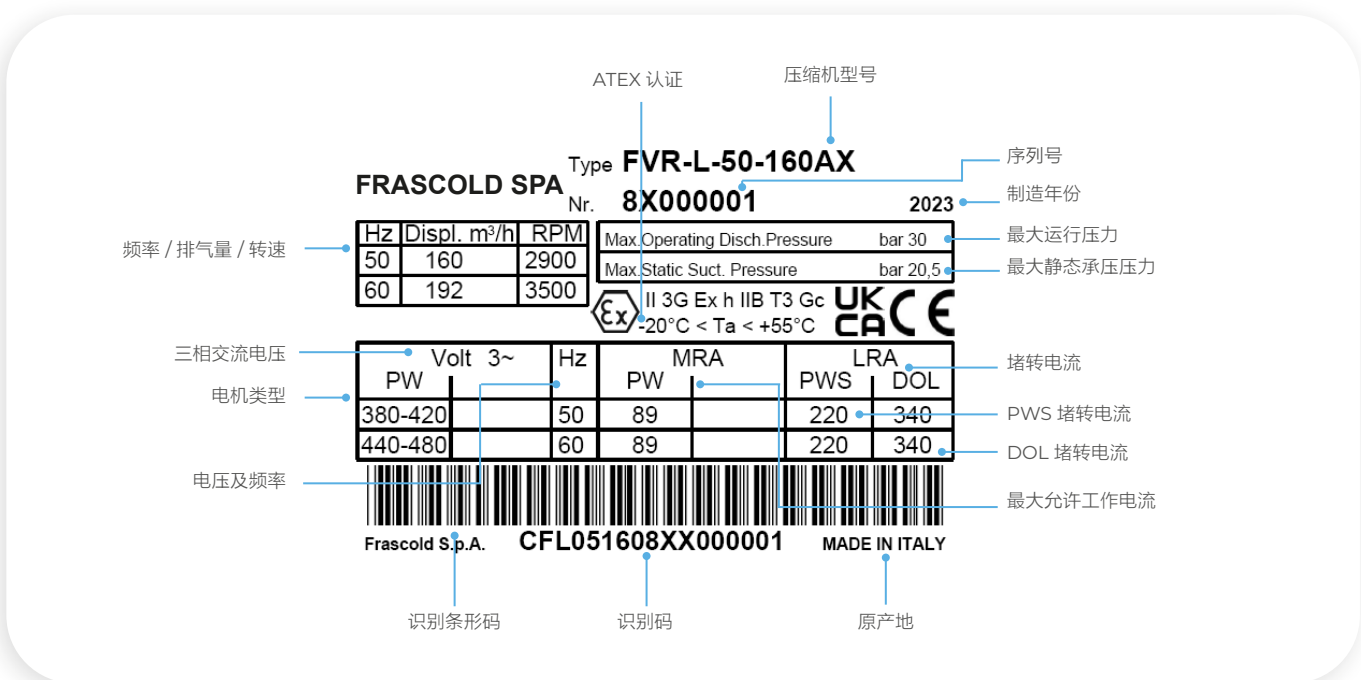 ATEX 认证
压缩机型号
Type FVR-L-50-160AX
序列号
FRASCOLD SPA
Nr. 8X000001 2023
制造年份
频率 / 排气量 / 转速
Hz Displ. m³/h RPM
50 160 2900
60 192 3500
Max.Operating Disch.Pressure bar 30
最大运行压力
Max.Static Suct. Pressure bar 20,5
最大静态承压压力
Ex II 3G Ex h IIB T3 Gc
-20°C < Ta < +55°C
UK CA CE
三相交流电压
Volt 3~ Hz MRA LRA
堵转电流
电机类型
PW PW PWS DOL
380-420 50 89 220 340
PWS 堵转电流
440-480 60 89 220 340
DOL 堵转电流
电压及频率
最大允许工作电流
Frascold S.p.A. CFL051608XX000001 MADE IN ITALY
识别条形码
识别码
原产地